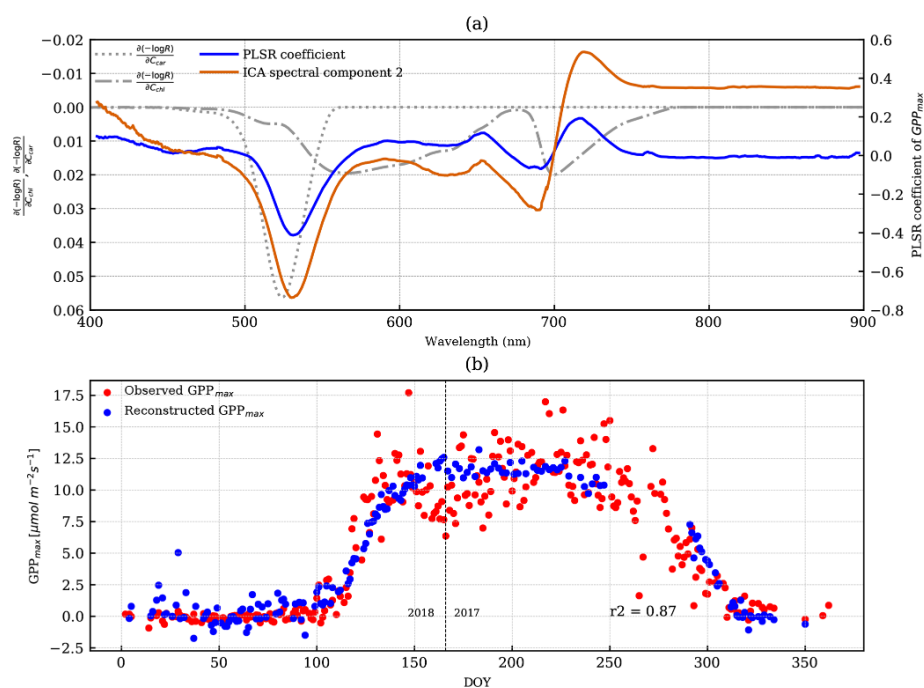 (a)
−0.02
−0.01
0.00
0.01
0.02
0.03
0.04
0.05
0.06
∂(−logR)/∂C_chl , ∂(−logR)/∂C_car
∂(−logR)/∂C_car
∂(−logR)/∂C_chl
PLSR coefficient
ICA spectral component 2
0.6
0.4
0.2
0.0
−0.2
−0.4
−0.6
−0.8
PLSR coefficient of GPP_max
400 500 600 700 800 900
Wavelength (nm)
(b)
17.5
15.0
12.5
10.0
7.5
5.0
2.5
0.0
−2.5
GPP_max [μmol m⁻²s⁻¹]
Observed GPP_max
Reconstructed GPP_max
2018 2017
r2 = 0.87
0 50 100 150 200 250 300 350
DOY